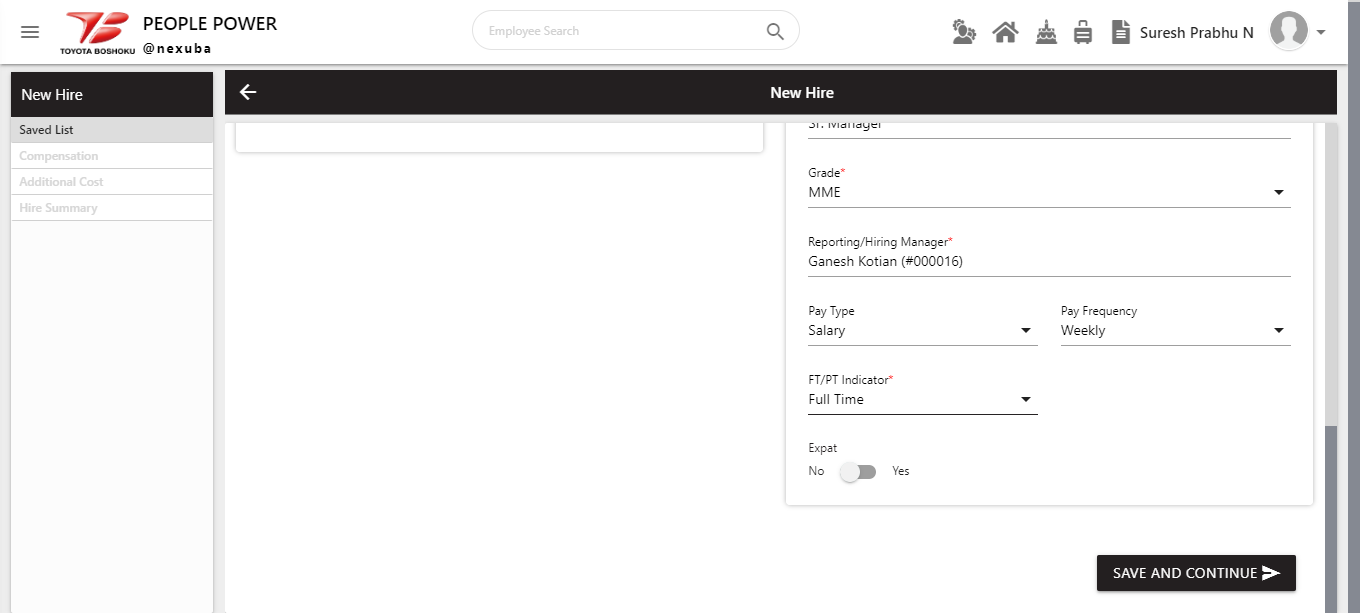 PEOPLE POWER
TOYOTA BOSHOKU
@nexuba
Employee Search
Suresh Prabhu N
New Hire
New Hire
Saved List
Compensation
Additional Cost
Hire Summary
Sr. Manager
Grade*
MME
Reporting/Hiring Manager*
Ganesh Kotian (#000016)
Pay Type
Pay Frequency
Salary
Weekly
FT/PT Indicator*
Full Time
Expat
No Yes
SAVE AND CONTINUE